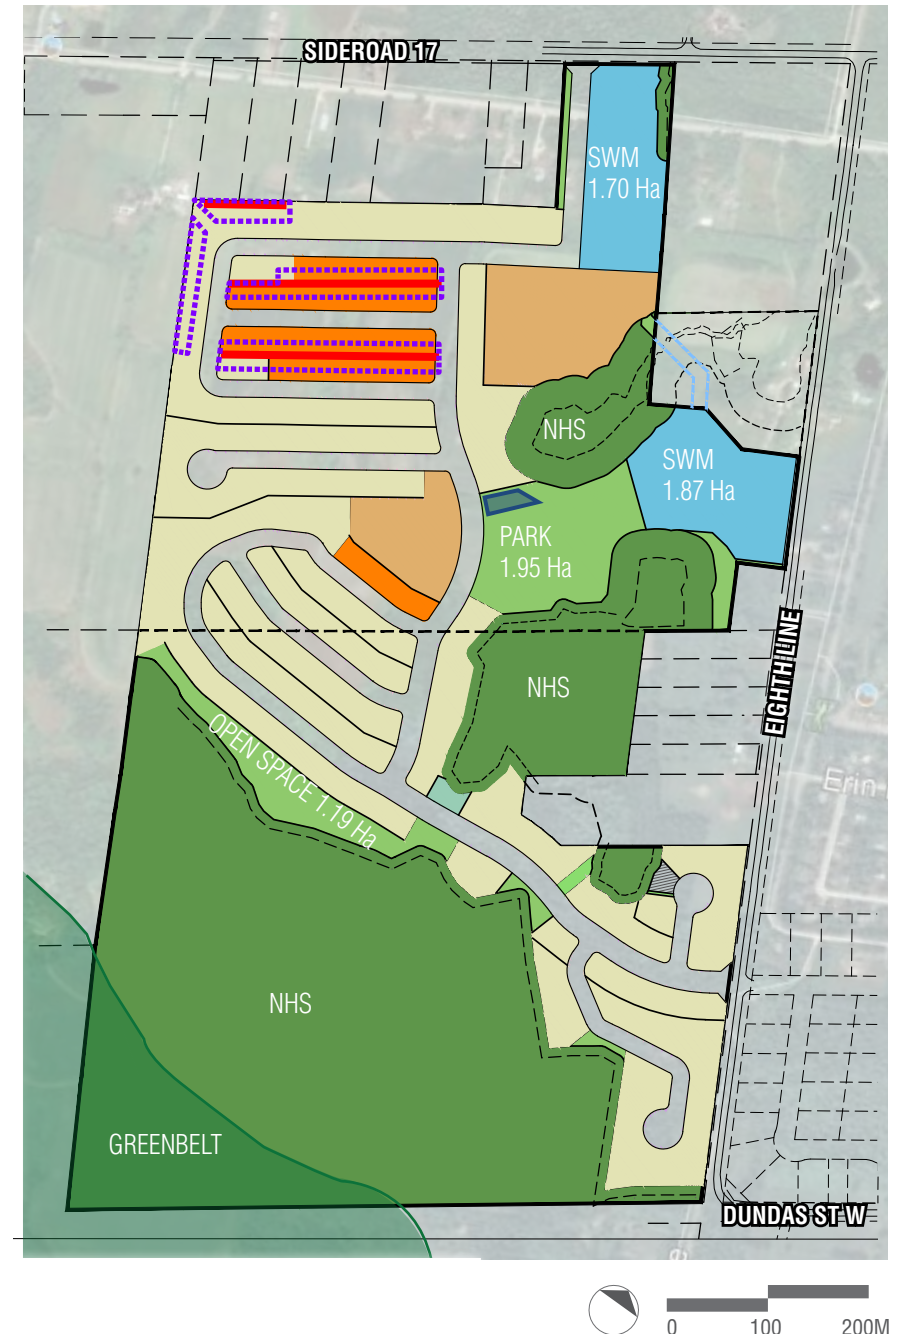 SIDEROAD 17
SWM
1.70 Ha
NHS
SWM
1.87 Ha
PARK
1.95 Ha
EIGHTH LINE
NHS
OPEN SPACE 1.19 Ha
Erin
NHS
GREENBELT
DUNDAS ST W
0 100 200M